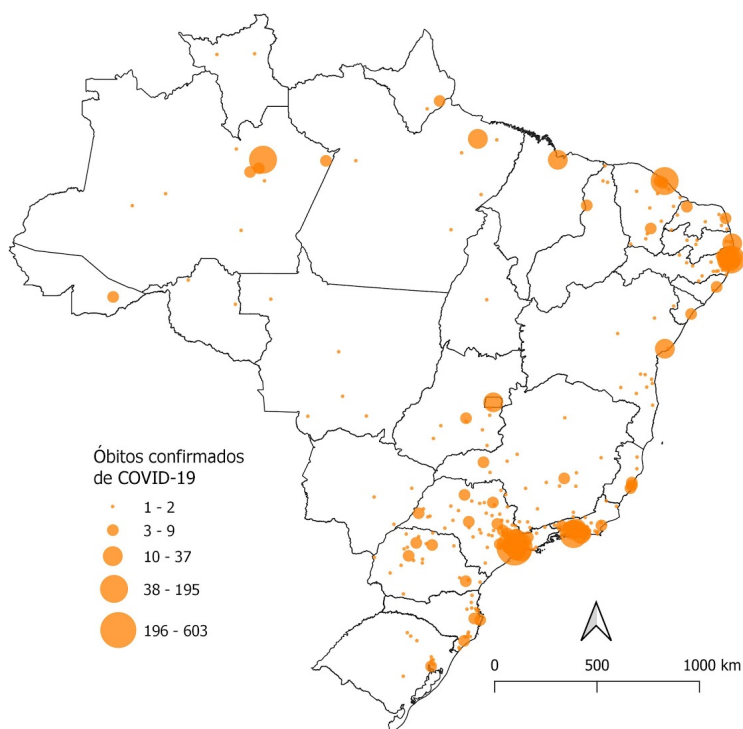 Óbitos confirmados
de COVID-19
1 - 2
3 - 9
10 - 37
38 - 195
196 - 603
0 500 1000 km